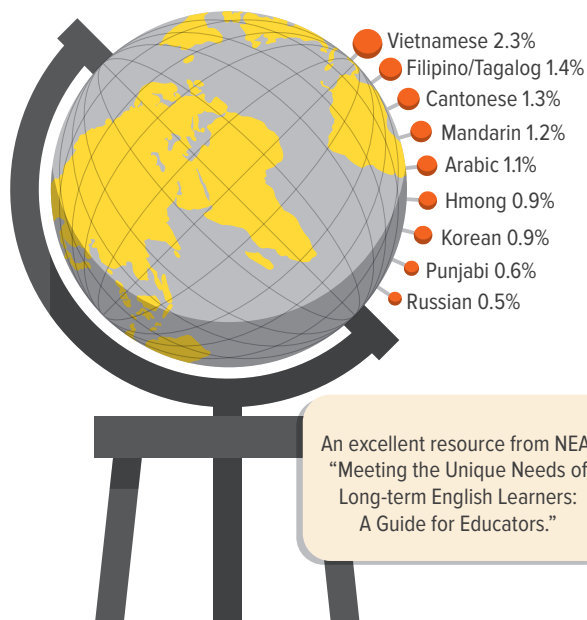 Vietnamese 2.3%
Filipino/Tagalog 1.4%
Cantonese 1.3%
Mandarin 1.2%
Arabic 1.1%
Hmong 0.9%
Korean 0.9%
Punjabi 0.6%
Russian 0.5%
An excellent resource from NEA
“Meeting the Unique Needs of
Long-term English Learners:
A Guide for Educators.”